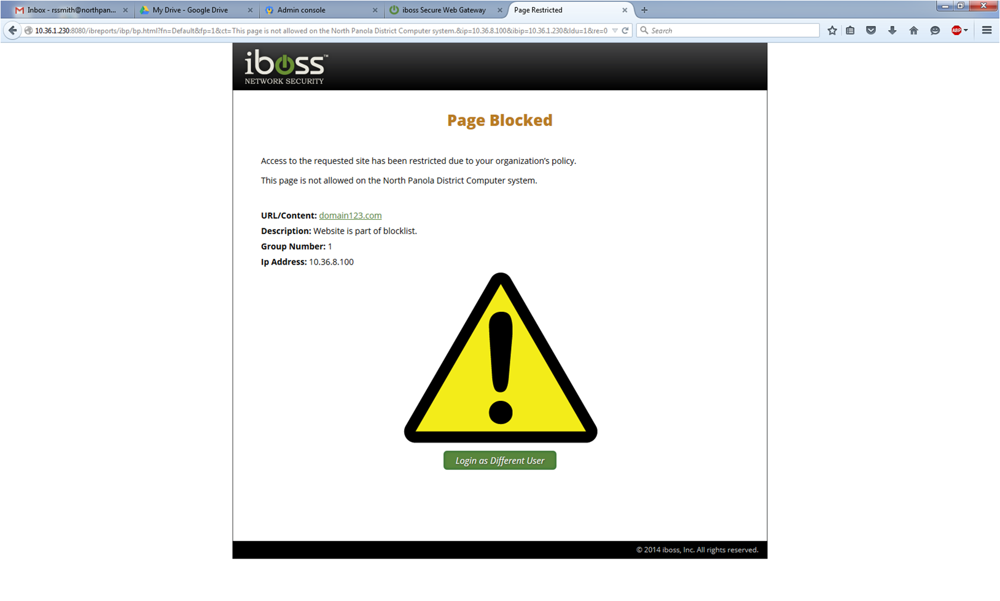 Inbox - rssmith@northpan...
My Drive - Google Drive
Admin console
iboss Secure Web Gateway
Page Restricted
10.36.1.230:8080/ibreports/ibp/bp.html?fn=Default&fp=1&ct=This page is not allowed on the North Panola District Computer system.&ip=10.36.8.100&ibip=10.36.1.230&ldu=1&re=0
Search
ABP
iboss™
NETWORK SECURITY
Page Blocked
Access to the requested site has been restricted due to your organization’s policy.
This page is not allowed on the North Panola District Computer system.
URL/Content: domain123.com
Description: Website is part of blocklist.
Group Number: 1
Ip Address: 10.36.8.100
Login as Different User
© 2014 iboss, Inc. All rights reserved.